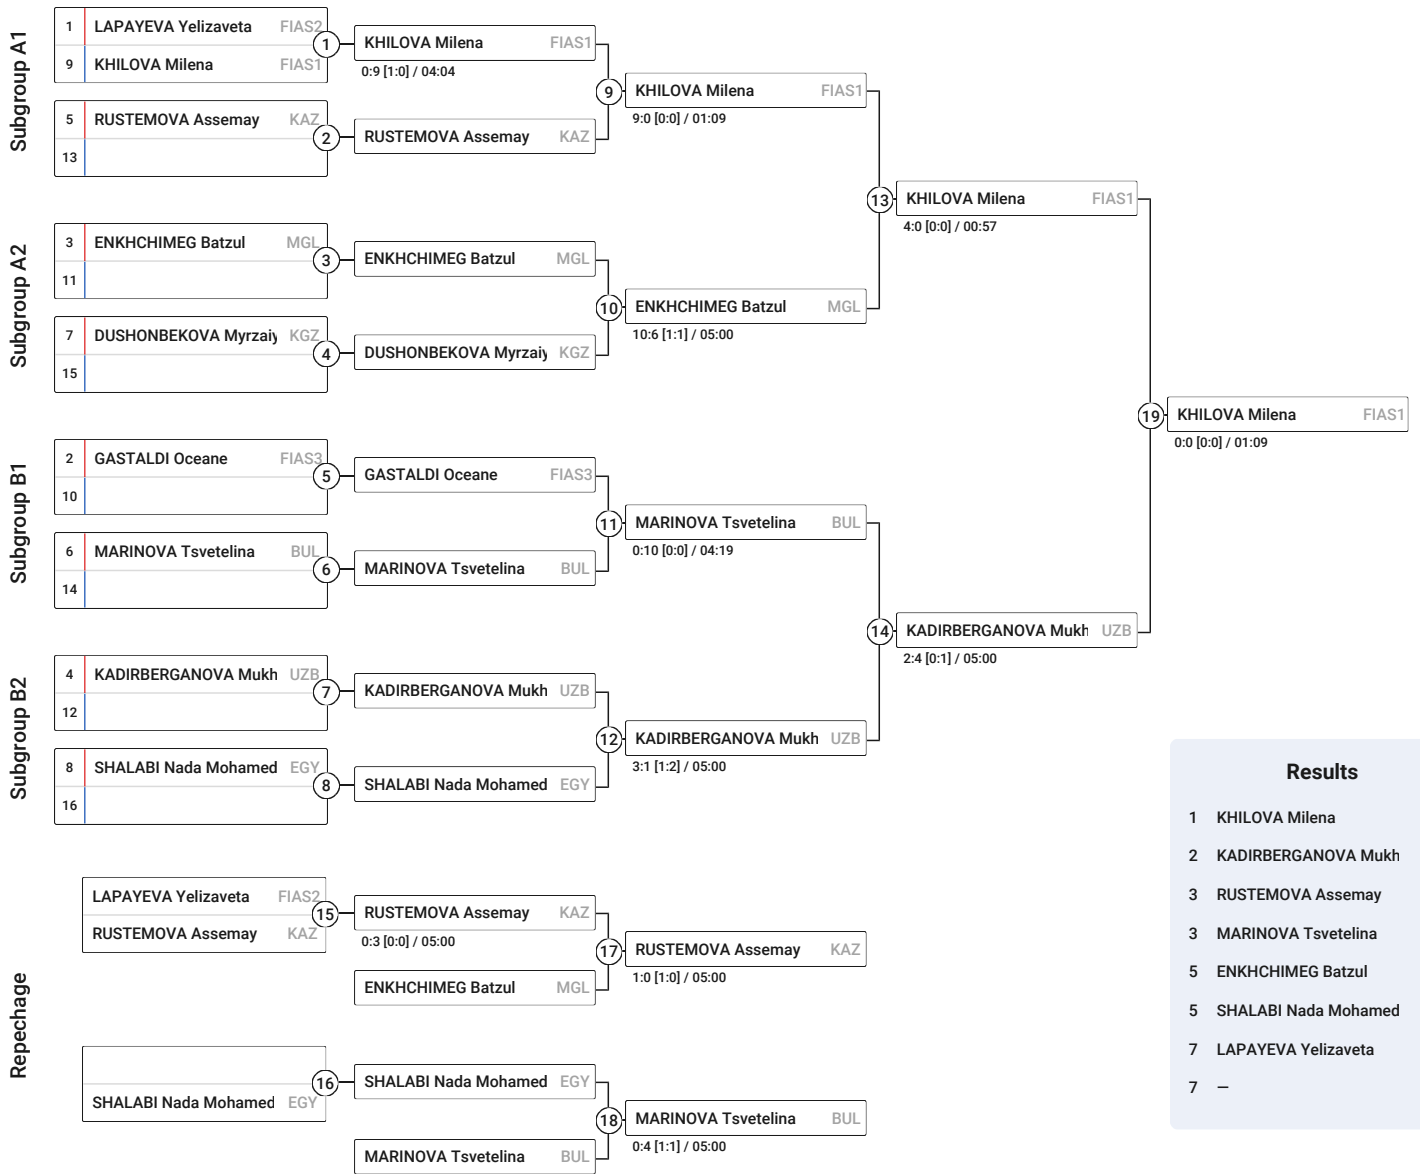 Subgroup A1
1 LAPAYEVA Yelizaveta FIAS2
9 KHILOVA Milena FIAS1
1
KHILOVA Milena FIAS1
0:9 [1:0] / 04:04
5 RUSTEMOVA Assemay KAZ
13
2
RUSTEMOVA Assemay KAZ
9
KHILOVA Milena FIAS1
9:0 [0:0] / 01:09
Subgroup A2
3 ENKHCHIMEG Batzul MGL
11
3
ENKHCHIMEG Batzul MGL
7 DUSHONBEKOVA Myrzaiy KGZ
15
4
DUSHONBEKOVA Myrzaiy KGZ
10
ENKHCHIMEG Batzul MGL
10:6 [1:1] / 05:00
13
KHILOVA Milena FIAS1
4:0 [0:0] / 00:57
Subgroup B1
2 GASTALDI Oceane FIAS3
10
5
GASTALDI Oceane FIAS3
6 MARINOVA Tsvetelina BUL
14
6
MARINOVA Tsvetelina BUL
11
MARINOVA Tsvetelina BUL
0:10 [0:0] / 04:19
Subgroup B2
4 KADIRBERGANOVA Mukh UZB
12
7
KADIRBERGANOVA Mukh UZB
8 SHALABI Nada Mohamed EGY
16
8
SHALABI Nada Mohamed EGY
12
KADIRBERGANOVA Mukh UZB
3:1 [1:2] / 05:00
14
KADIRBERGANOVA Mukh UZB
2:4 [0:1] / 05:00
19
KHILOVA Milena FIAS1
0:0 [0:0] / 01:09
Repechage
LAPAYEVA Yelizaveta FIAS2
RUSTEMOVA Assemay KAZ
15
RUSTEMOVA Assemay KAZ
0:3 [0:0] / 05:00
ENKHCHIMEG Batzul MGL
17
RUSTEMOVA Assemay KAZ
1:0 [1:0] / 05:00
SHALABI Nada Mohamed EGY
16
SHALABI Nada Mohamed EGY
MARINOVA Tsvetelina BUL
18
MARINOVA Tsvetelina BUL
0:4 [1:1] / 05:00
Results
1 KHILOVA Milena
2 KADIRBERGANOVA Mukh
3 RUSTEMOVA Assemay
3 MARINOVA Tsvetelina
5 ENKHCHIMEG Batzul
5 SHALABI Nada Mohamed
7 LAPAYEVA Yelizaveta
7 —